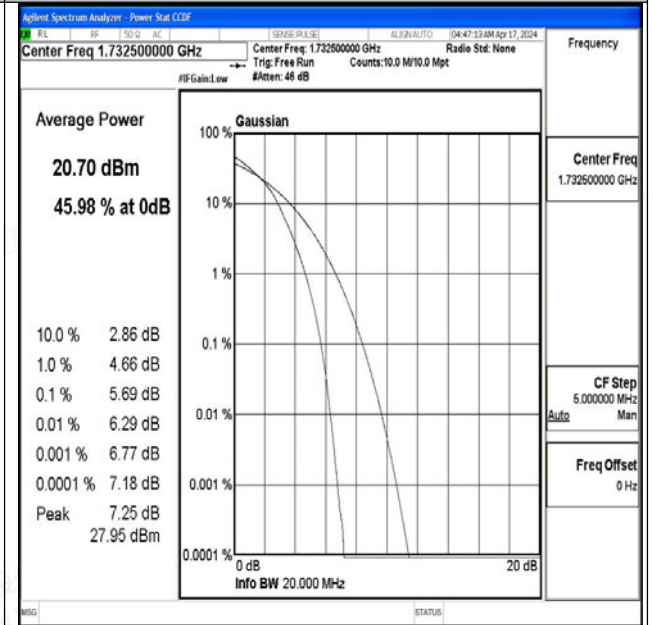 Agilent Spectrum Analyzer - Power Stat CCDF
RL RF 50 Ω AC SENSE:PULSE ALIGN AUTO 04:47:13 AM Apr 17, 2024
Center Freq 1.732500000 GHz
Center Freq: 1.732500000 GHz Radio Std: None
Trig: Free Run Counts:10.0 M/10.0 Mpt
#IFGain:Low #Atten: 46 dB
Average Power
20.70 dBm
45.98 % at 0dB
10.0 % 2.86 dB
1.0 % 4.66 dB
0.1 % 5.69 dB
0.01 % 6.29 dB
0.001 % 6.77 dB
0.0001 % 7.18 dB
Peak 7.25 dB
27.95 dBm
Gaussian
100 %
10 %
1 %
0.1 %
0.01 %
0.001 %
0.0001 %
0 dB 20 dB
Info BW 20.000 MHz
Frequency
Center Freq
1.732500000 GHz
CF Step
5.000000 MHz
Auto Man
Freq Offset
0 Hz
MSG STATUS